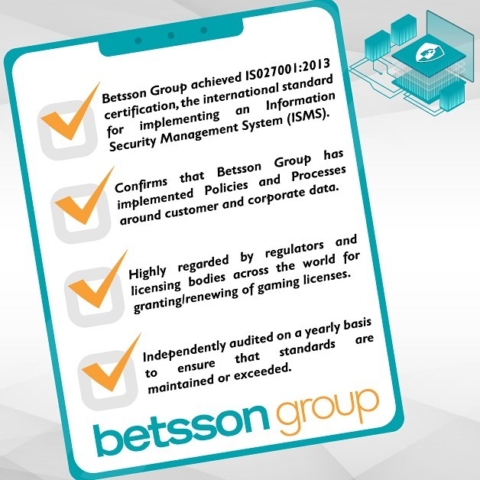 Betsson Group achieved ISO27001:2013
certification, the international standard
for implementing an Information
Security Management System (ISMS).
Confirms that Betsson Group has
implemented Policies and Processes
around customer and corporate data.
Highly regarded by regulators and
licensing bodies across the world for
granting/renewing of gaming licenses.
Independently audited on a yearly basis
to ensure that standards are
maintained or exceeded.
betsson group